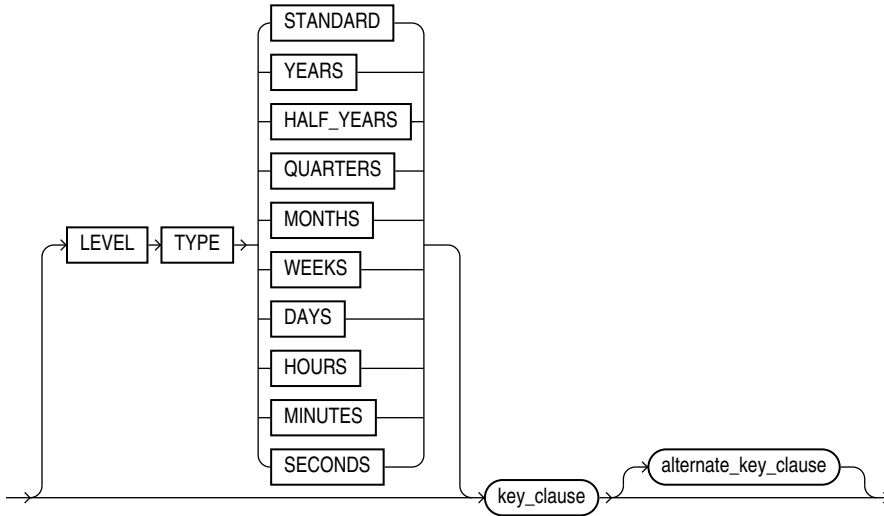 STANDARD
YEARS
HALF_YEARS
QUARTERS
MONTHS
LEVEL TYPE
WEEKS
DAYS
HOURS
MINUTES
SECONDS
alternate_key_clause
key_clause